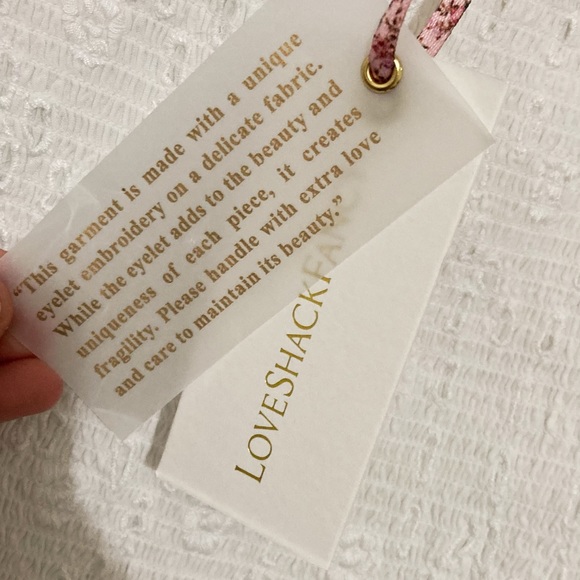 “This garment is made with a unique
eyelet embroidery on a delicate fabric.
While the eyelet adds to the beauty and
uniqueness of each piece, it creates
fragility. Please handle with extra love
and care to maintain its beauty.”
LOVESHACKFANCY